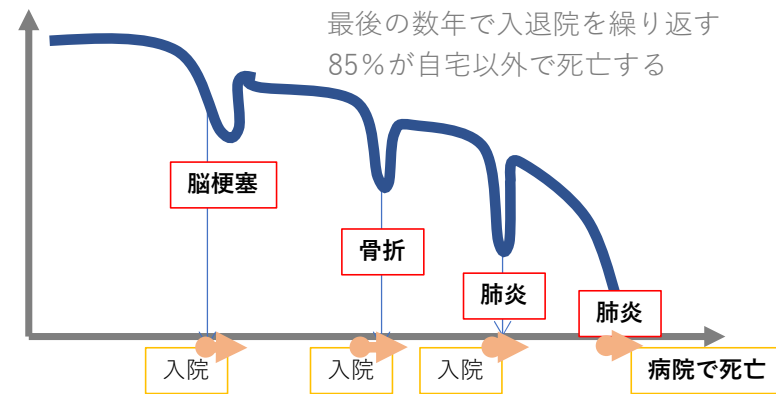 最後の数年で入退院を繰り返す
85%が自宅以外で死亡する
脳梗塞
骨折
肺炎
肺炎
入院
入院
入院
病院で死亡